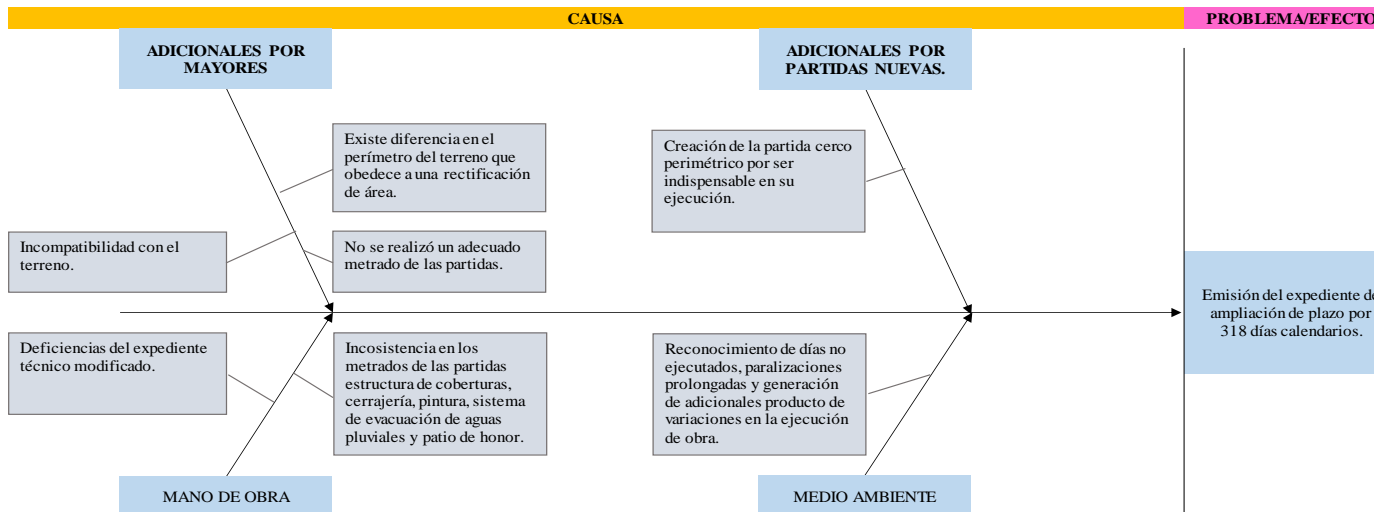 CAUSA
PROBLEMA/EFECTO
ADICIONALES POR
MAYORES
ADICIONALES POR
PARTIDAS NUEVAS.
Existe diferencia en el
perímetro del terreno que
obedece a una rectificación
de área.
Creación de la partida cerco
perimétrico por ser
indispensable en su
ejecución.
Incompatibilidad con el
terreno.
No se realizó un adecuado
metrado de las partidas.
Emisión del expediente de
ampliación de plazo por
318 días calendarios.
Deficiencias del expediente
técnico modificado.
Incosistencia en los
metrados de las partidas
estructura de coberturas,
cerrajería, pintura, sistema
de evacuación de aguas
pluviales y patio de honor.
Reconocimiento de días no
ejecutados, paralizaciones
prolongadas y generación
de adicionales producto de
variaciones en la ejecución
de obra.
MANO DE OBRA
MEDIO AMBIENTE